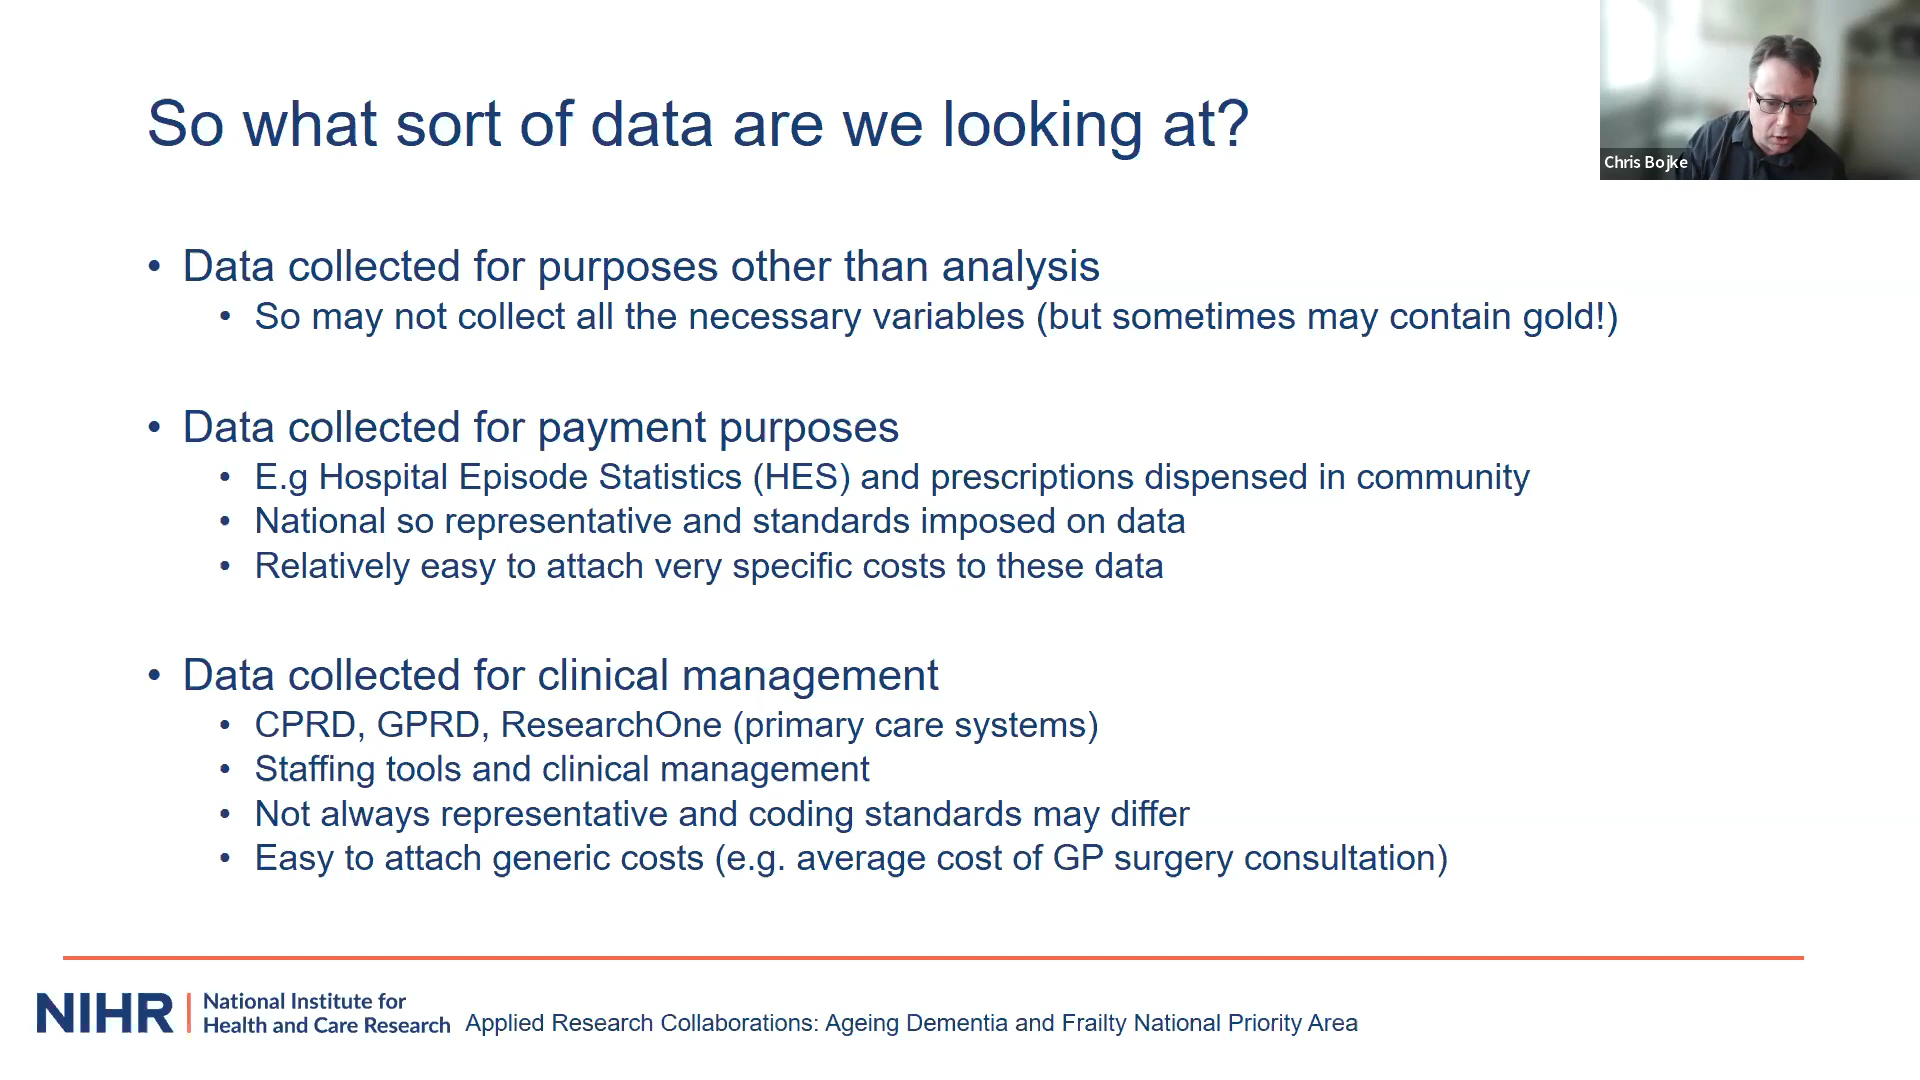 So what sort of data are we looking at?
Chris Bojke
• Data collected for purposes other than analysis
• So may not collect all the necessary variables (but sometimes may contain gold!)
• Data collected for payment purposes
• E.g Hospital Episode Statistics (HES) and prescriptions dispensed in community
• National so representative and standards imposed on data
• Relatively easy to attach very specific costs to these data
• Data collected for clinical management
• CPRD, GPRD, ResearchOne (primary care systems)
• Staffing tools and clinical management
• Not always representative and coding standards may differ
• Easy to attach generic costs (e.g. average cost of GP surgery consultation)
NIHR | National Institute for
Health and Care Research
Applied Research Collaborations: Ageing Dementia and Frailty National Priority Area